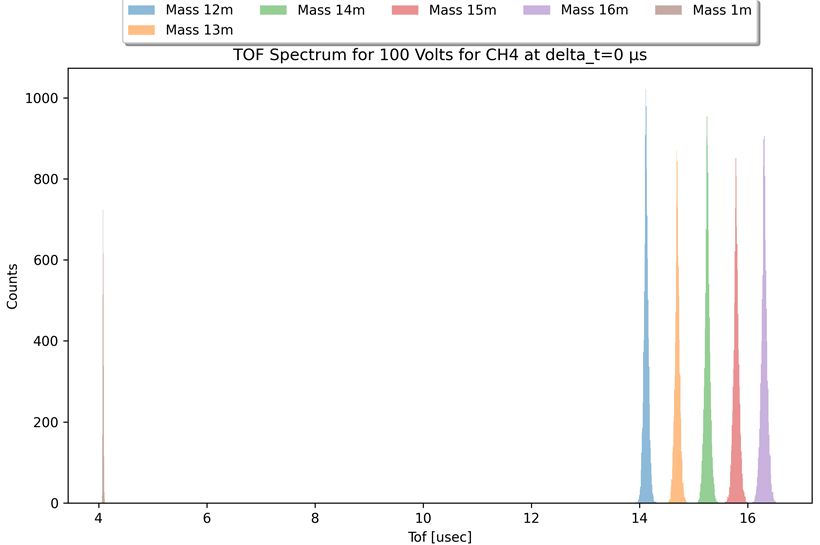 Mass 12m Mass 14m Mass 15m Mass 16m Mass 1m
Mass 13m
TOF Spectrum for 100 Volts for CH4 at delta_t=0 μs
1000
800
600
400
200
0
Counts
4 6 8 10 12 14 16
Tof [usec]